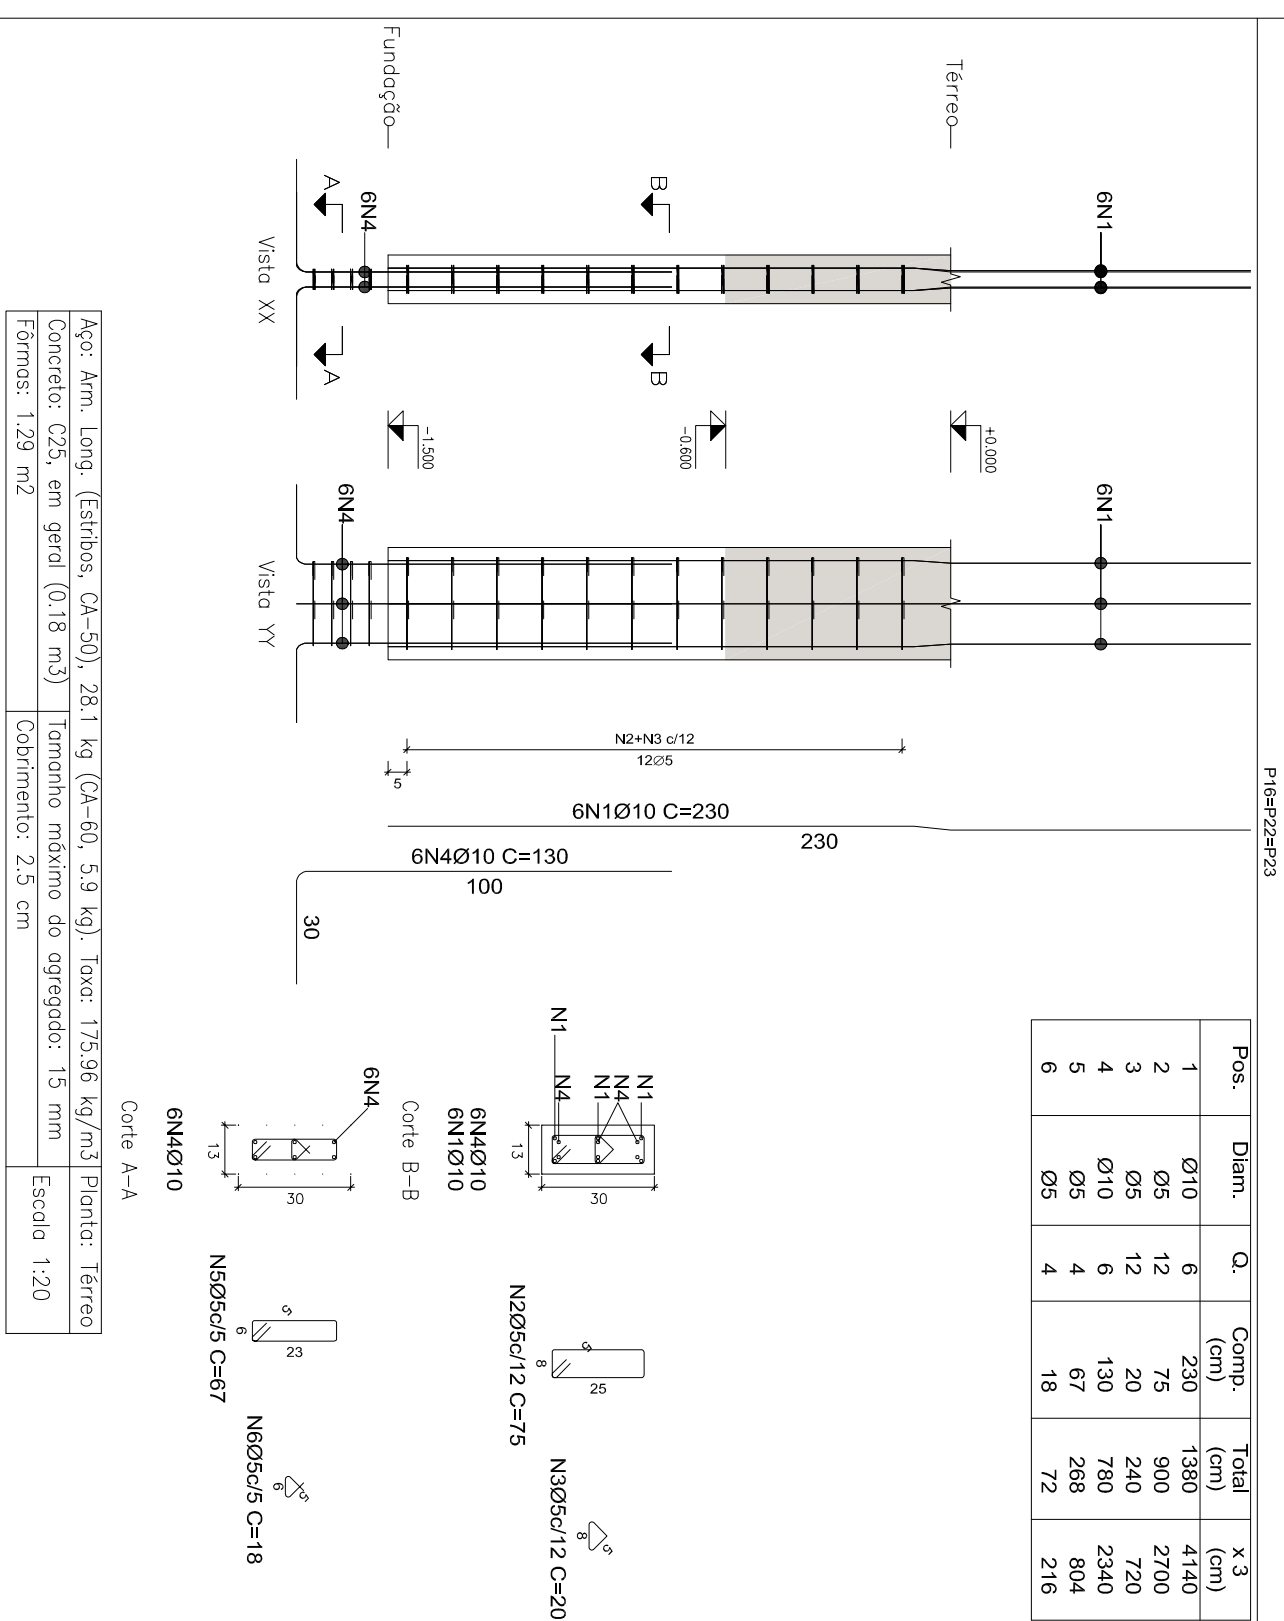 P16=P22=P23
Pos. Diam. Q. Comp. (cm) Total (cm) x 3 (cm)
1 Ø10 6 230 1380 4140
2 Ø5 12 75 900 2700
3 Ø5 12 20 240 720
4 Ø10 6 130 780 2340
5 Ø5 4 67 268 804
6 Ø5 4 18 72 216
Térreo
Fundação
6N1
6N4
A
A
B
B
Vista XX
+0.000
-0.600
-1.500
6N1
6N4
Vista YY
N2+N3 c/12
12Ø5
5
6N1Ø10 C=230
230
6N4Ø10 C=130
100
30
N1
N4
N1
N4
N1
13
30
6N4Ø10
6N1Ø10
Corte B-B
N2Ø5c/12 C=75
25
8
5
N3Ø5c/12 C=20
8
5
6N4
13
30
6N4Ø10
Corte A-A
N5Ø5c/5 C=67
23
6
5
N6Ø5c/5 C=18
6
5
Aço: Arm. Long. (Estribos, CA-50), 28.1 kg (CA-60, 5.9 kg). Taxa: 175.96 kg/m3
Planta: Térreo
Concreto: C25, em geral (0.18 m3)
Tamanho máximo do agregado: 15 mm
Escala 1:20
Fôrmas: 1.29 m2
Cobrimento: 2.5 cm